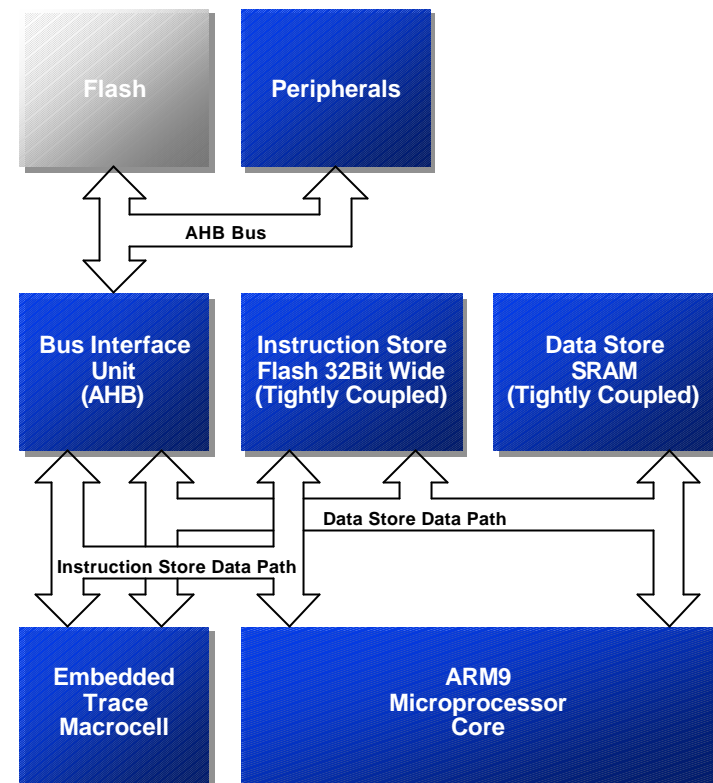 Flash
Peripherals
AHB Bus
Bus Interface
Unit
(AHB)
Instruction Store
Flash 32Bit Wide
(Tightly Coupled)
Data Store
SRAM
(Tightly Coupled)
Data Store Data Path
Instruction Store Data Path
Embedded
Trace
Macrocell
ARM9
Microprocessor
Core